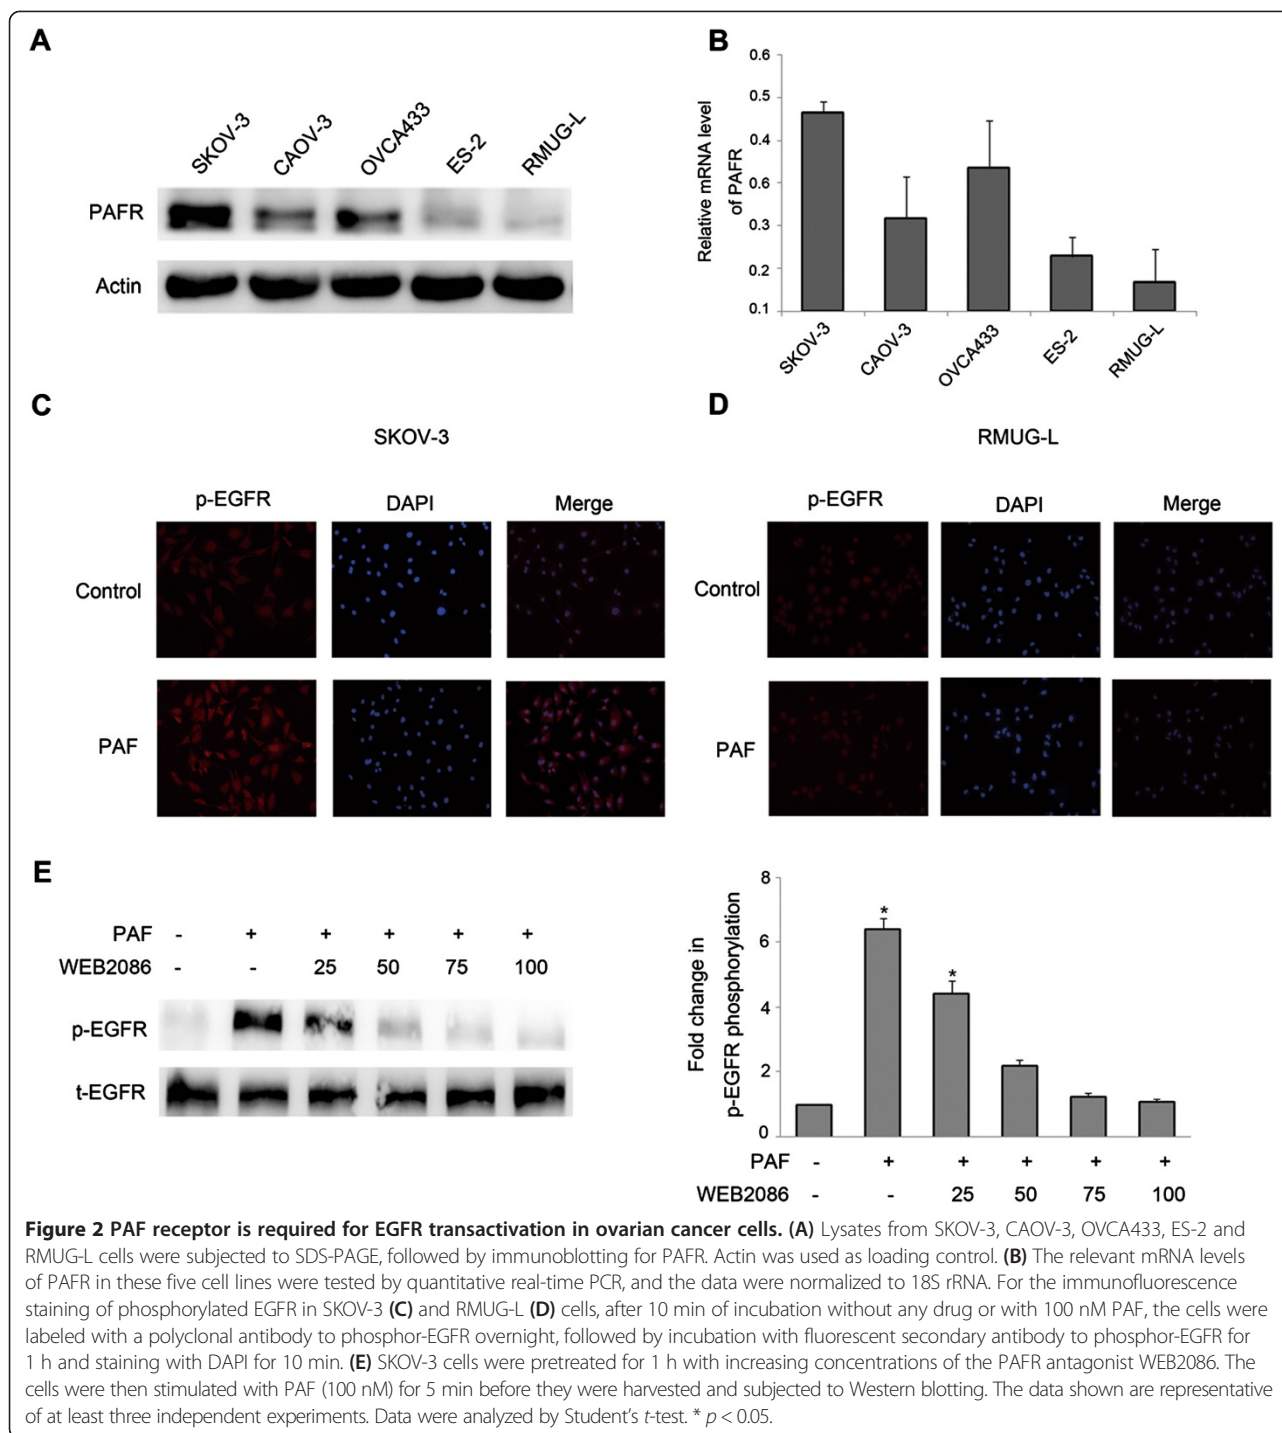 A
SKOV-3
CAOV-3
OVCA433
ES-2
RMUG-L
PAFR
Actin
B
Relative mRNA level
of PAFR
0.6
0.5
0.4
0.6
0.3
0.2
0.1
SKOV-3
CAOV-3
OVCA433
ES-2
RMUG-L
C
SKOV-3
p-EGFR
DAPI
Merge
Control
PAF
D
RMUG-L
p-EGFR
DAPI
Merge
Control
PAF
E
PAF - + + + + +
WEB2086 - - 25 50 75 100
p-EGFR
t-EGFR
Fold change in
p-EGFR phosphorylation
8
6
4
2
0
*
*
PAF - + + + + +
WEB2086 - - 25 50 75 100
Figure 2 PAF receptor is required for EGFR transactivation in ovarian cancer cells. (A) Lysates from SKOV-3, CAOV-3, OVCA433, ES-2 and
RMUG-L cells were subjected to SDS-PAGE, followed by immunoblotting for PAFR. Actin was used as loading control. (B) The relevant mRNA levels
of PAFR in these five cell lines were tested by quantitative real-time PCR, and the data were normalized to 18S rRNA. For the immunofluorescence
staining of phosphorylated EGFR in SKOV-3 (C) and RMUG-L (D) cells, after 10 min of incubation without any drug or with 100 nM PAF, the cells were
labeled with a polyclonal antibody to phosphor-EGFR overnight, followed by incubation with fluorescent secondary antibody to phosphor-EGFR for
1 h and staining with DAPI for 10 min. (E) SKOV-3 cells were pretreated for 1 h with increasing concentrations of the PAFR antagonist WEB2086. The
cells were then stimulated with PAF (100 nM) for 5 min before they were harvested and subjected to Western blotting. The data shown are representative
of at least three independent experiments. Data were analyzed by Student's t-test. * p < 0.05.